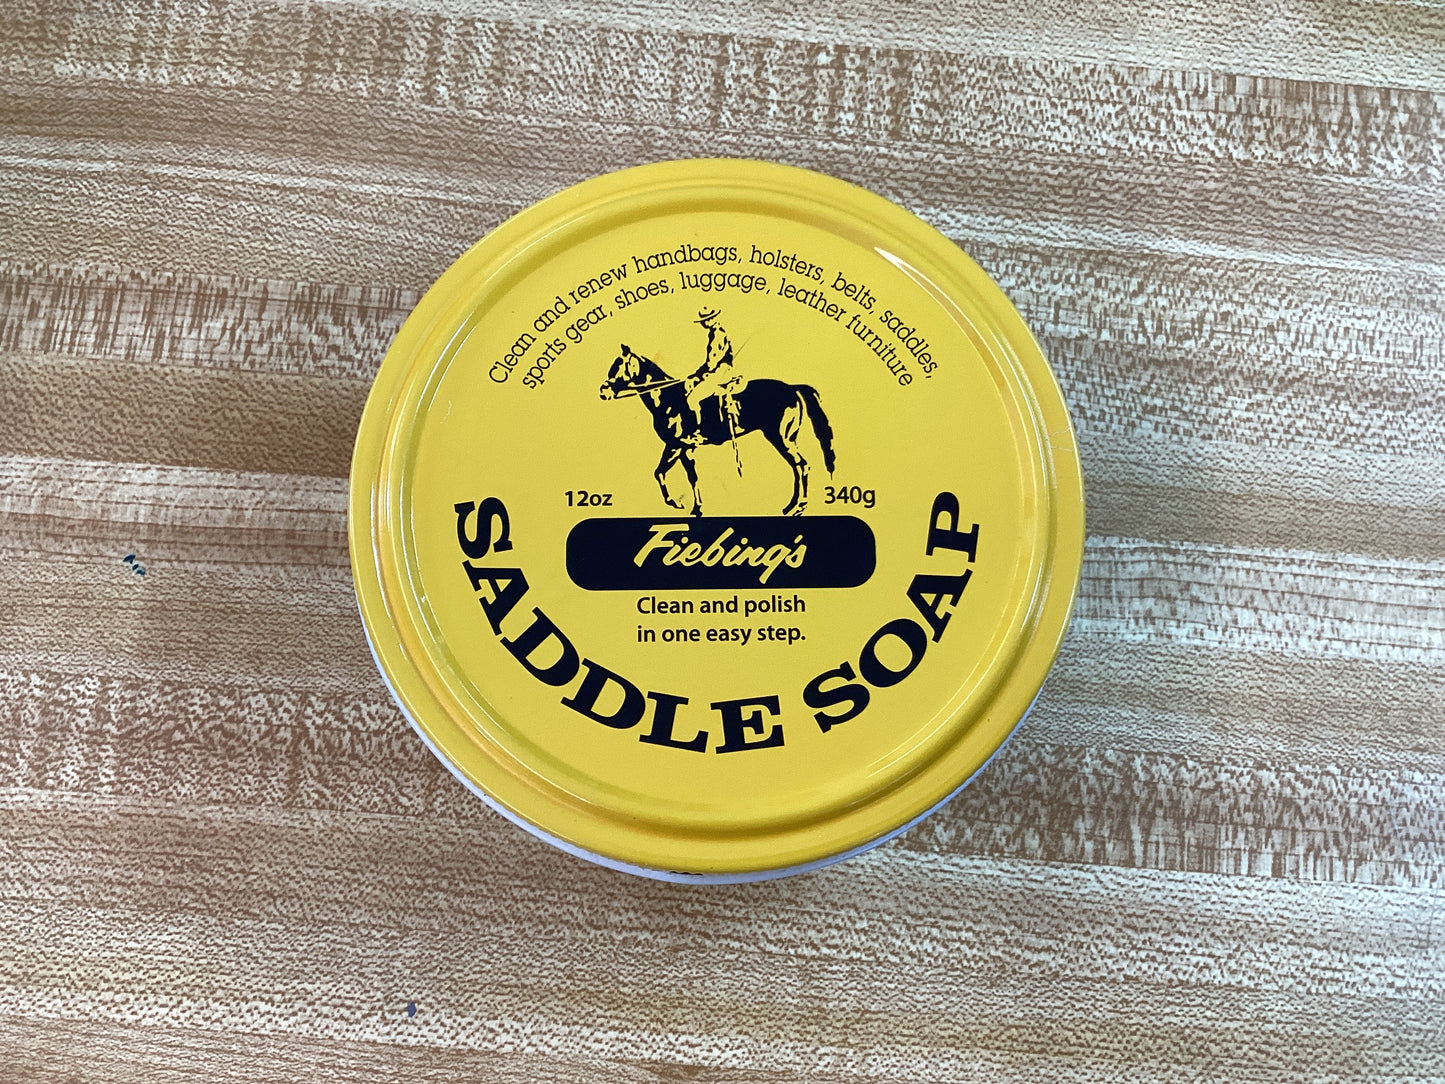 Clean and renew handbags, holsters, belts, saddles,
sports gear, shoes, luggage, leather furniture
12oz
340g
Fiebing's
Clean and polish
in one easy step.
SADDLE SOAP